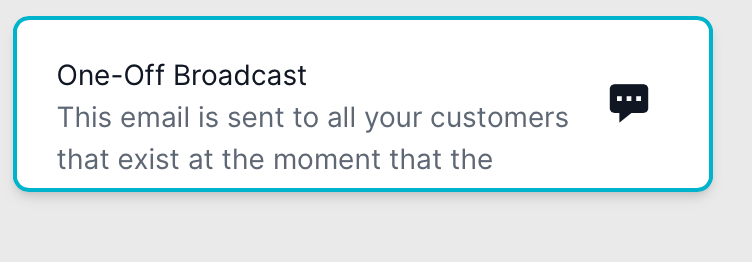 One-Off Broadcast
This email is sent to all your customers
that exist at the moment that the